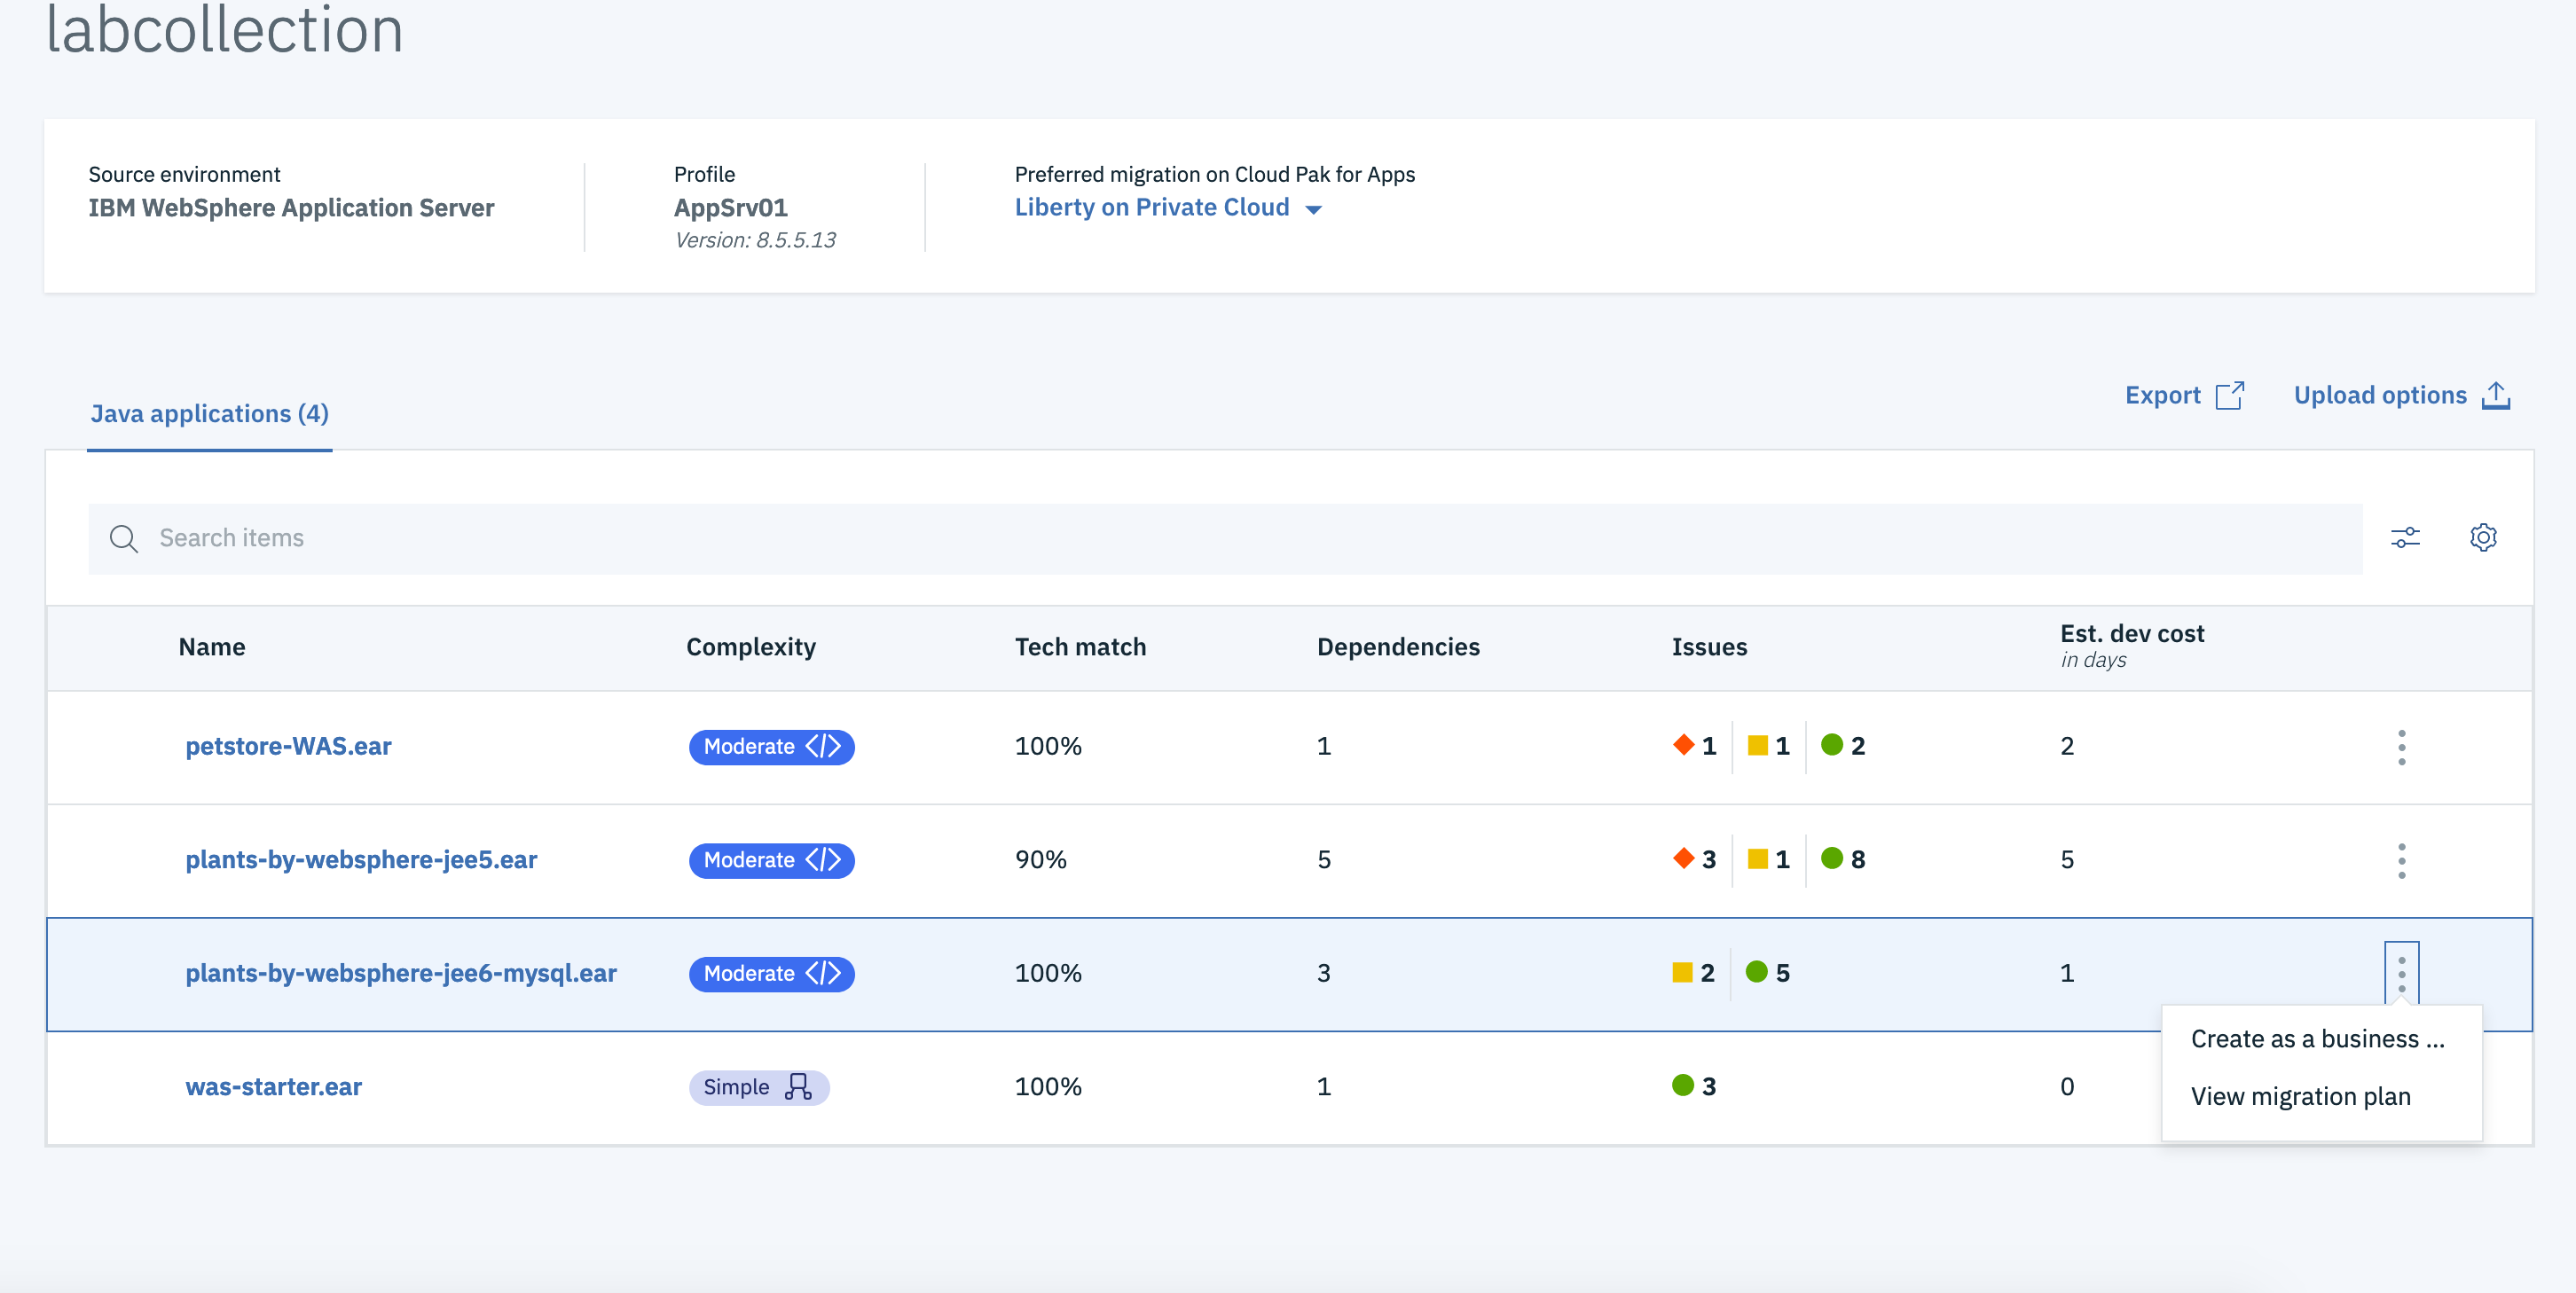 labcollection
Source environment
IBM WebSphere Application Server
Profile
AppSrv01
Version: 8.5.5.13
Preferred migration on Cloud Pak for Apps
Liberty on Private Cloud
Java applications (4)
Export
Upload options
Search items
Name Complexity Tech match Dependencies Issues Est. dev cost
in days
petstore-WAS.ear Moderate 100% 1 1 1 2 2
plants-by-websphere-jee5.ear Moderate 90% 5 3 1 8 5
plants-by-websphere-jee6-mysql.ear Moderate 100% 3 2 5 1
Create as a business ...
was-starter.ear Simple 100% 1 3 0
View migration plan